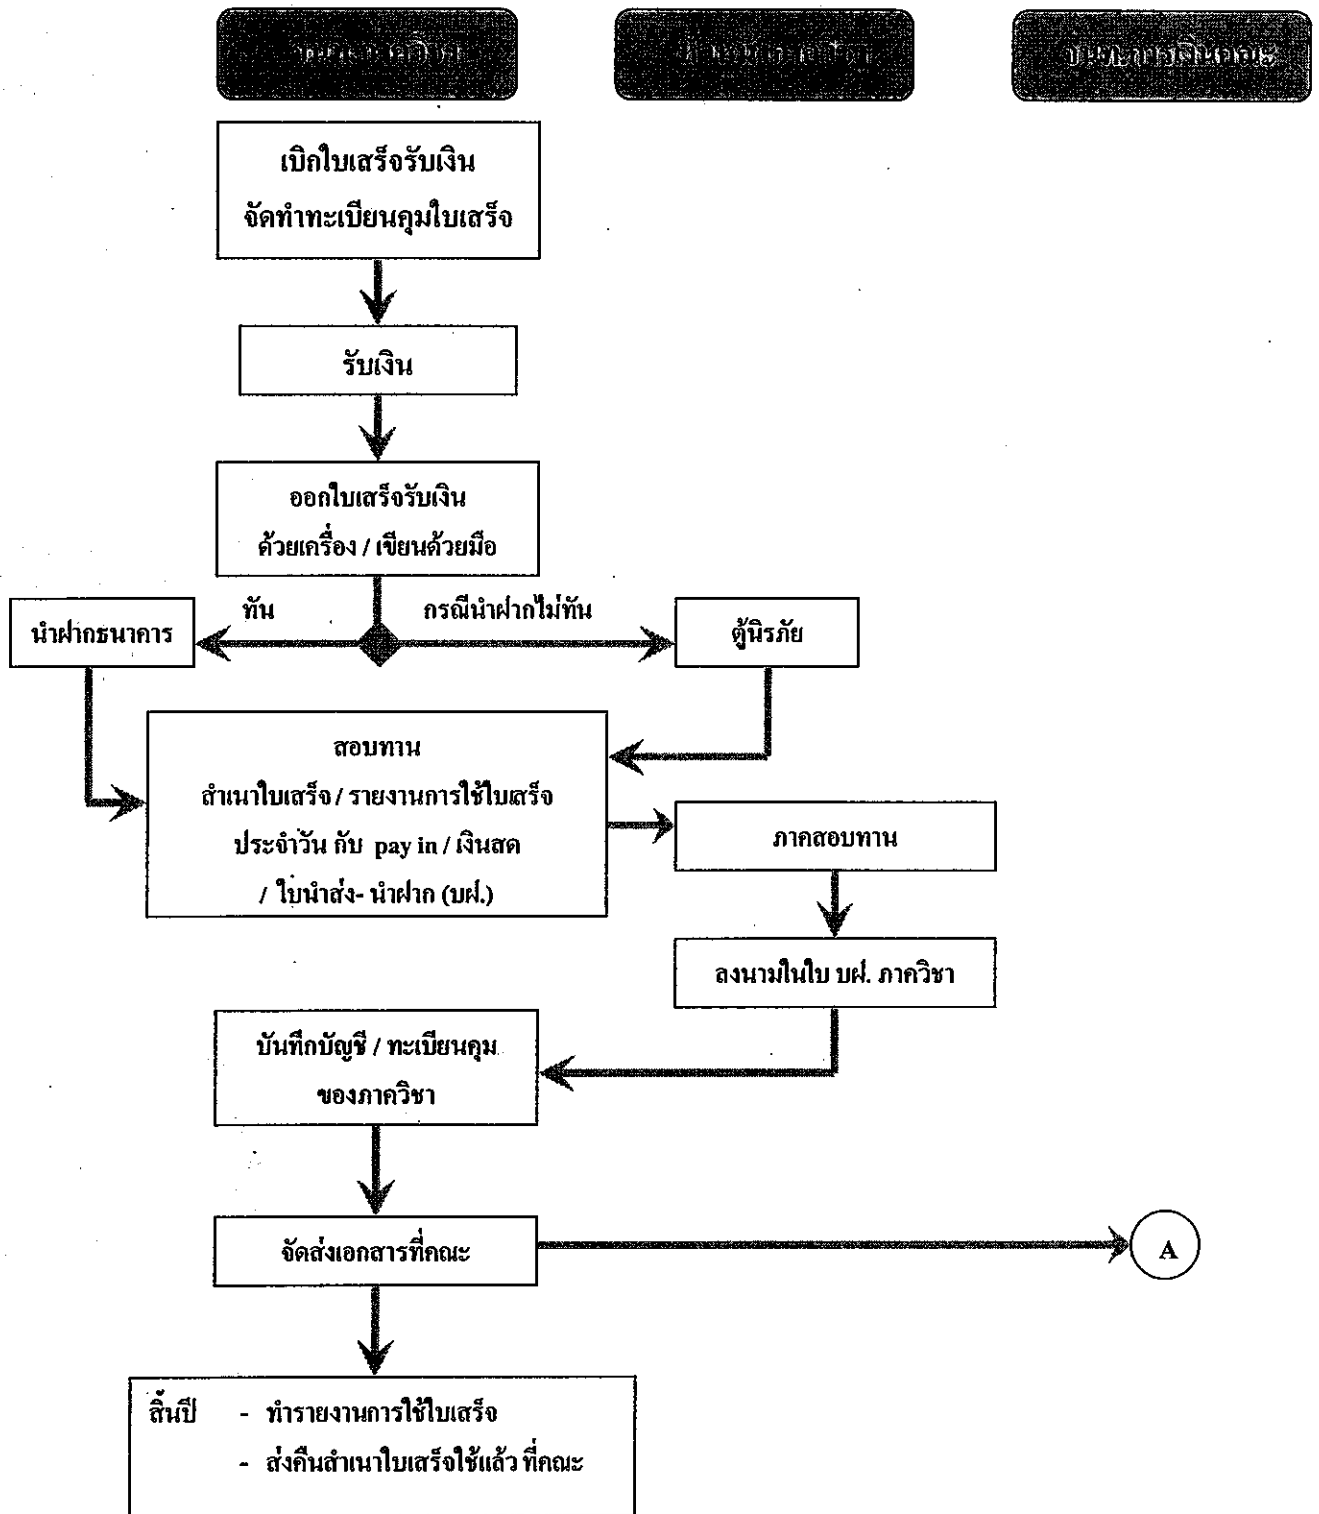 เบิกใบเสร็จรับเงิน
จัดทำทะเบียนคุมใบเสร็จ
รับเงิน
ออกใบเสร็จรับเงิน
ด้วยเครื่อง / เขียนด้วยมือ
ทัน
กรณีนำฝากไม่ทัน
นำฝากธนาคาร
ตู้นิรภัย
สอบทาน
สำเนาใบเสร็จ / รายงานการใช้ใบเสร็จ
ประจำวัน กับ pay in / เงินสด
/ ใบนำส่ง- นำฝาก (บฝ.)
ภาคสอบทาน
ลงนามในใบ บฝ. ภาควิชา
บันทึกบัญชี / ทะเบียนคุม
ของภาควิชา
จัดส่งเอกสารที่คณะ
A
สิ้นปี - ทำรายงานการใช้ใบเสร็จ
- ส่งคืนสำเนาใบเสร็จใช้แล้ว ที่คณะ